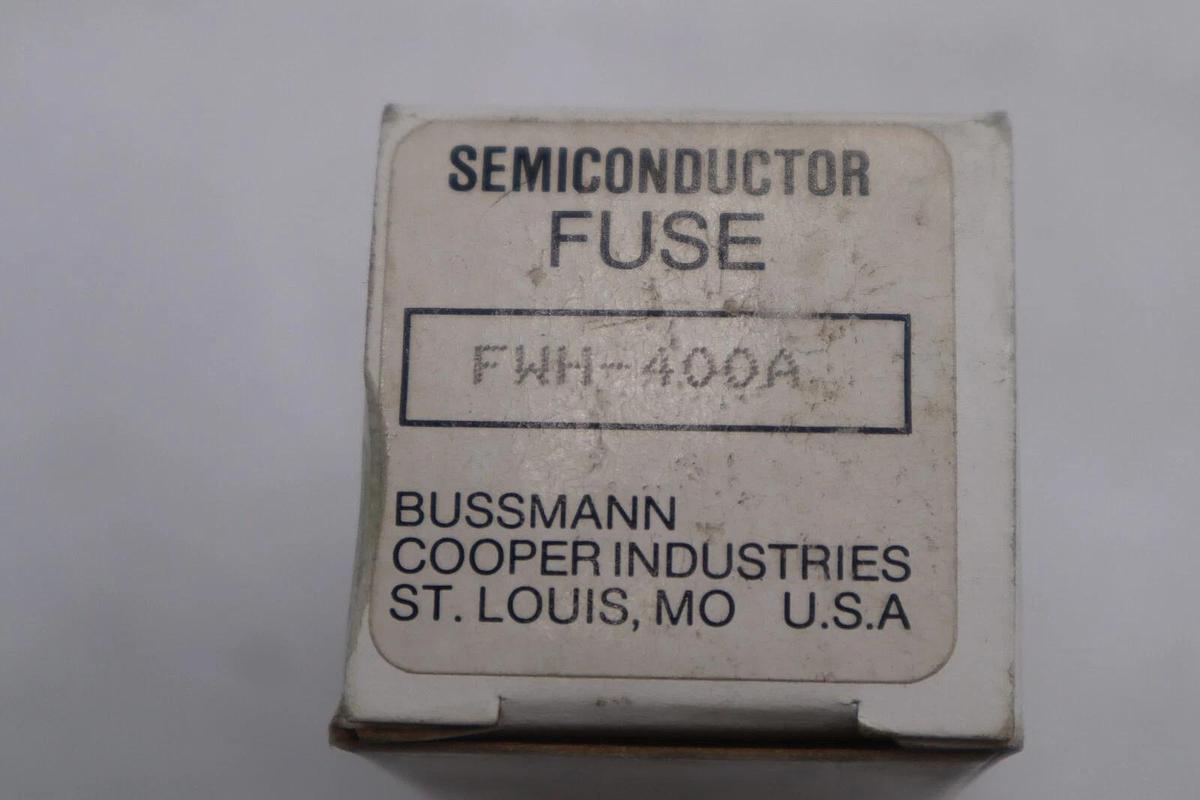 SEMICONDUCTOR
FUSE
FWH-400A
BUSSMANN
COOPER INDUSTRIES
ST. LOUIS, MO U.S.A